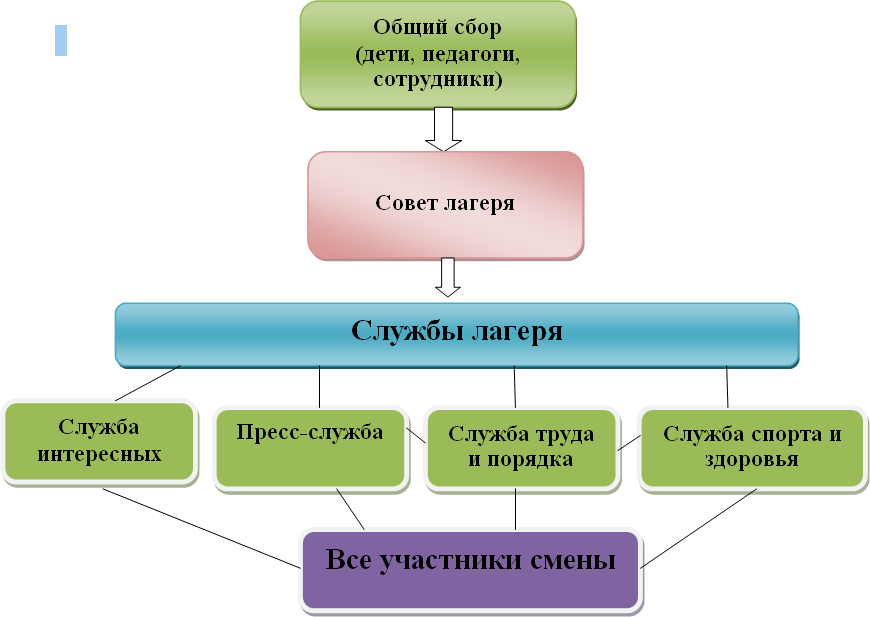 Общий сбор
(дети, педагоги,
сотрудники)
Совет лагеря
Службы лагеря
Служба
интересных
Пресс-служба
Служба труда
и порядка
Служба спорта и
здоровья
Все участники смены